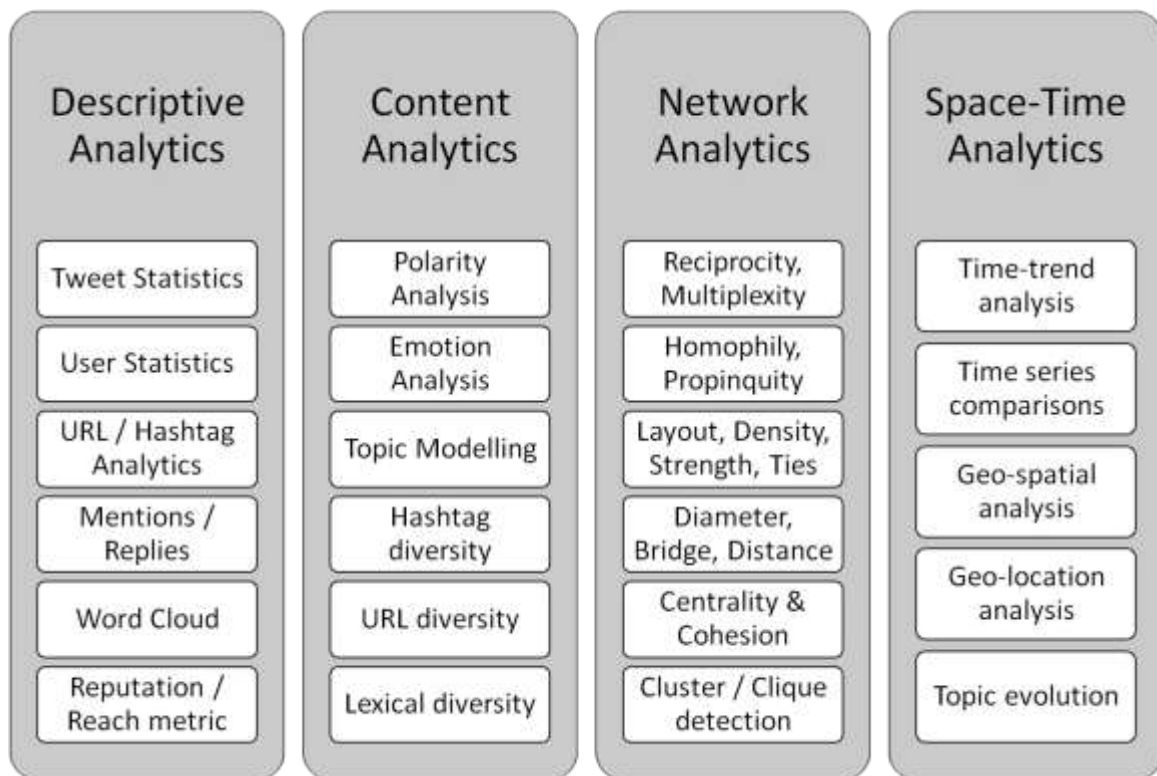 Descriptive
Analytics
Tweet Statistics
User Statistics
URL / Hashtag
Analytics
Mentions /
Replies
Word Cloud
Reputation /
Reach metric
Content
Analytics
Polarity
Analysis
Emotion
Analysis
Topic Modelling
Hashtag
diversity
URL diversity
Lexical diversity
Network
Analytics
Reciprocity,
Multiplexity
Homophily,
Propinquity
Layout, Density,
Strength, Ties
Diameter,
Bridge, Distance
Centrality &
Cohesion
Cluster / Clique
detection
Space-Time
Analytics
Time-trend
analysis
Time series
comparisons
Geo-spatial
analysis
Geo-location
analysis
Topic evolution